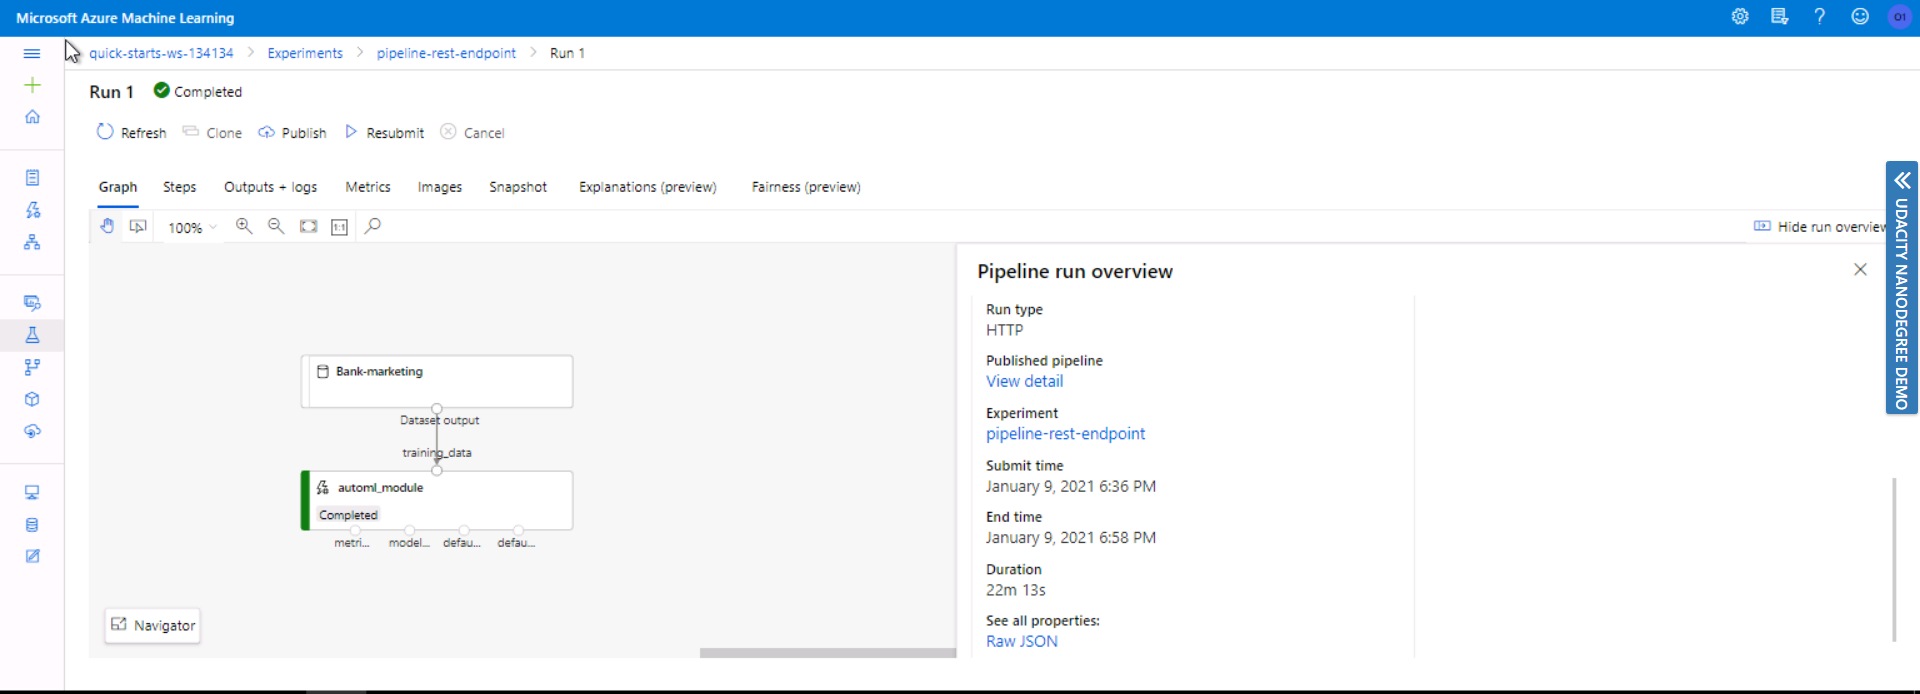 Microsoft Azure Machine Learning
O1
quick-starts-ws-134134 > Experiments > pipeline-rest-endpoint > Run 1
Run 1 Completed
Refresh Clone Publish Resubmit Cancel
Graph Steps Outputs + logs Metrics Images Snapshot Explanations (preview) Fairness (preview)
100% 1:1 Hide run overview
Bank-marketing
Dataset output
training_data
automl_module
Completed
metri... model... defau... defau...
Navigator
Pipeline run overview
Run type
HTTP
Published pipeline
View detail
Experiment
pipeline-rest-endpoint
Submit time
January 9, 2021 6:36 PM
End time
January 9, 2021 6:58 PM
Duration
22m 13s
See all properties:
Raw JSON
UDACITY NANODEGREE DEMO